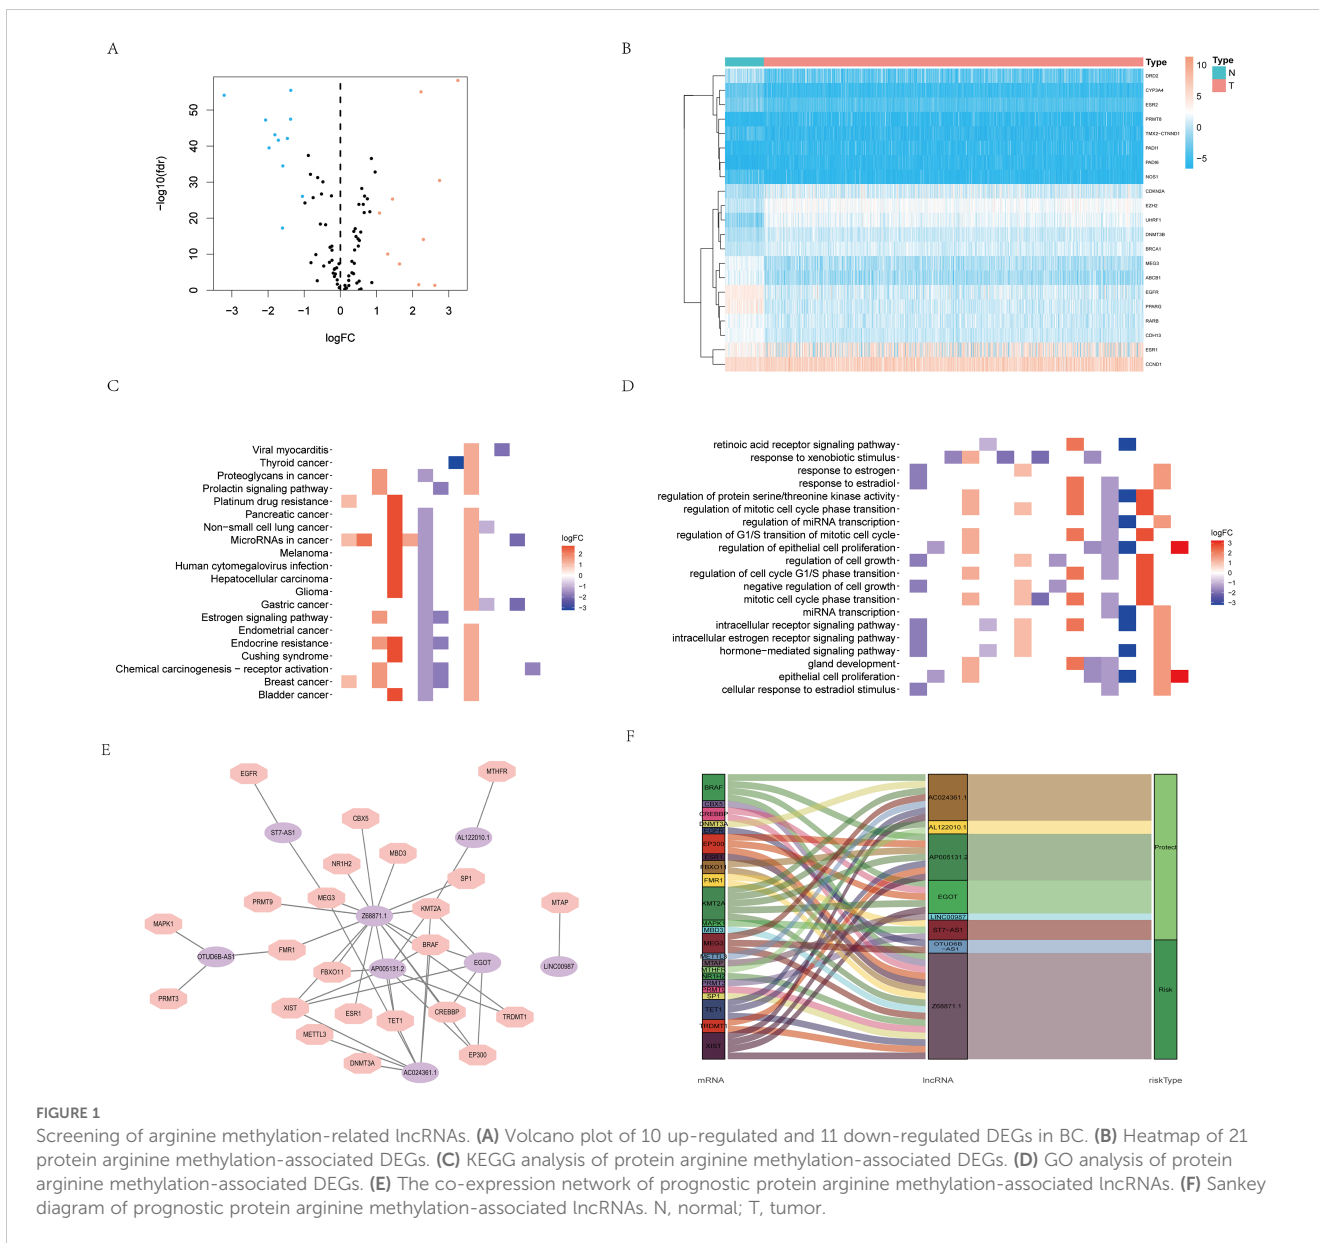 A
−log10(fdr)
50
40
30
20
10
0
−3
−2
−1
0
1
2
3
logFC
B
Type
DRD2
CYP3A4
ESR2
PRMT8
TMX2−CTNND1
PADI1
PADI6
NOS1
CDKN2A
EZH2
UHRF1
DNMT3B
BRCA1
MEG3
ABCB1
EGFR
PPARG
RARB
CDH13
ESR1
CCND1
10
5
0
−5
Type
N
T
C
Viral myocarditis
Thyroid cancer
Proteoglycans in cancer
Prolactin signaling pathway
Platinum drug resistance
Pancreatic cancer
Non−small cell lung cancer
MicroRNAs in cancer
Melanoma
Human cytomegalovirus infection
Hepatocellular carcinoma
Glioma
Gastric cancer
Estrogen signaling pathway
Endometrial cancer
Endocrine resistance
Cushing syndrome
Chemical carcinogenesis − receptor activation
Breast cancer
Bladder cancer
logFC
2
1
0
−1
−2
−3
D
retinoic acid receptor signaling pathway
response to xenobiotic stimulus
response to estrogen
response to estradiol
regulation of protein serine/threonine kinase activity
regulation of mitotic cell cycle phase transition
regulation of miRNA transcription
regulation of G1/S transition of mitotic cell cycle
regulation of epithelial cell proliferation
regulation of cell growth
regulation of cell cycle G1/S phase transition
negative regulation of cell growth
mitotic cell cycle phase transition
miRNA transcription
intracellular receptor signaling pathway
intracellular estrogen receptor signaling pathway
hormone−mediated signaling pathway
gland development
epithelial cell proliferation
cellular response to estradiol stimulus
logFC
3
2
1
0
−1
−2
−3
E
EGFR
MTHFR
CBX5
ST7-AS1
AL122010.1
MBD3
NR1H2
SP1
MEG3
PRMT9
MTAP
KMT2A
Z68871.1
MAPK1
BRAF
FMR1
OTUD6B-AS1
EGOT
LINC00987
AP005131.2
FBXO11
PRMT3
XIST
ESR1
CREBBP
TRDMT1
TET1
METTL3
EP300
DNMT3A
AC024361.1
F
BRAF
CBX5
CREBBP
DNMT3A
EGFR
EP300
ESR1
FBXO11
FMR1
KMT2A
MAPK1
MBD3
MEG3
METTL3
MTAP
MTHFR
NR1H2
PRMT3
PRMT9
SP1
TET1
TRDMT1
XIST
AC024361.1
AL122010.1
AP005131.2
EGOT
LINC00987
ST7−AS1
OTUD6B
−AS1
Z68871.1
Protect
Risk
mRNA
lncRNA
riskType
FIGURE 1
Screening of arginine methylation-related lncRNAs. (A) Volcano plot of 10 up-regulated and 11 down-regulated DEGs in BC. (B) Heatmap of 21
protein arginine methylation-associated DEGs. (C) KEGG analysis of protein arginine methylation-associated DEGs. (D) GO analysis of protein
arginine methylation-associated DEGs. (E) The co-expression network of prognostic protein arginine methylation-associated lncRNAs. (F) Sankey
diagram of prognostic protein arginine methylation-associated lncRNAs. N, normal; T, tumor.